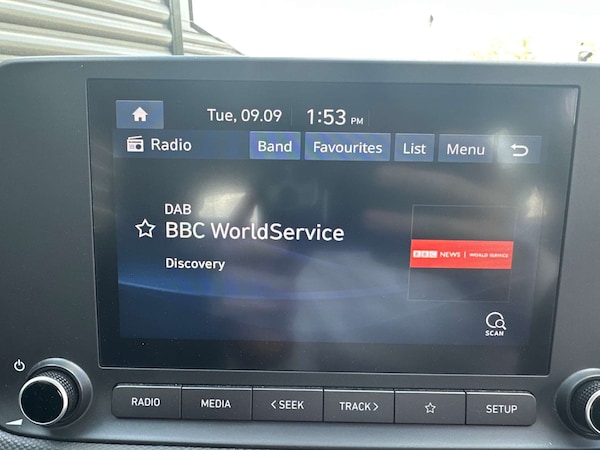 Tue, 09.09 1:53 PM
Radio Band Favourites List Menu
DAB
BBC WorldService
Discovery
BBC NEWS | WORLD SERVICE
SCAN
RADIO MEDIA < SEEK TRACK > SETUP